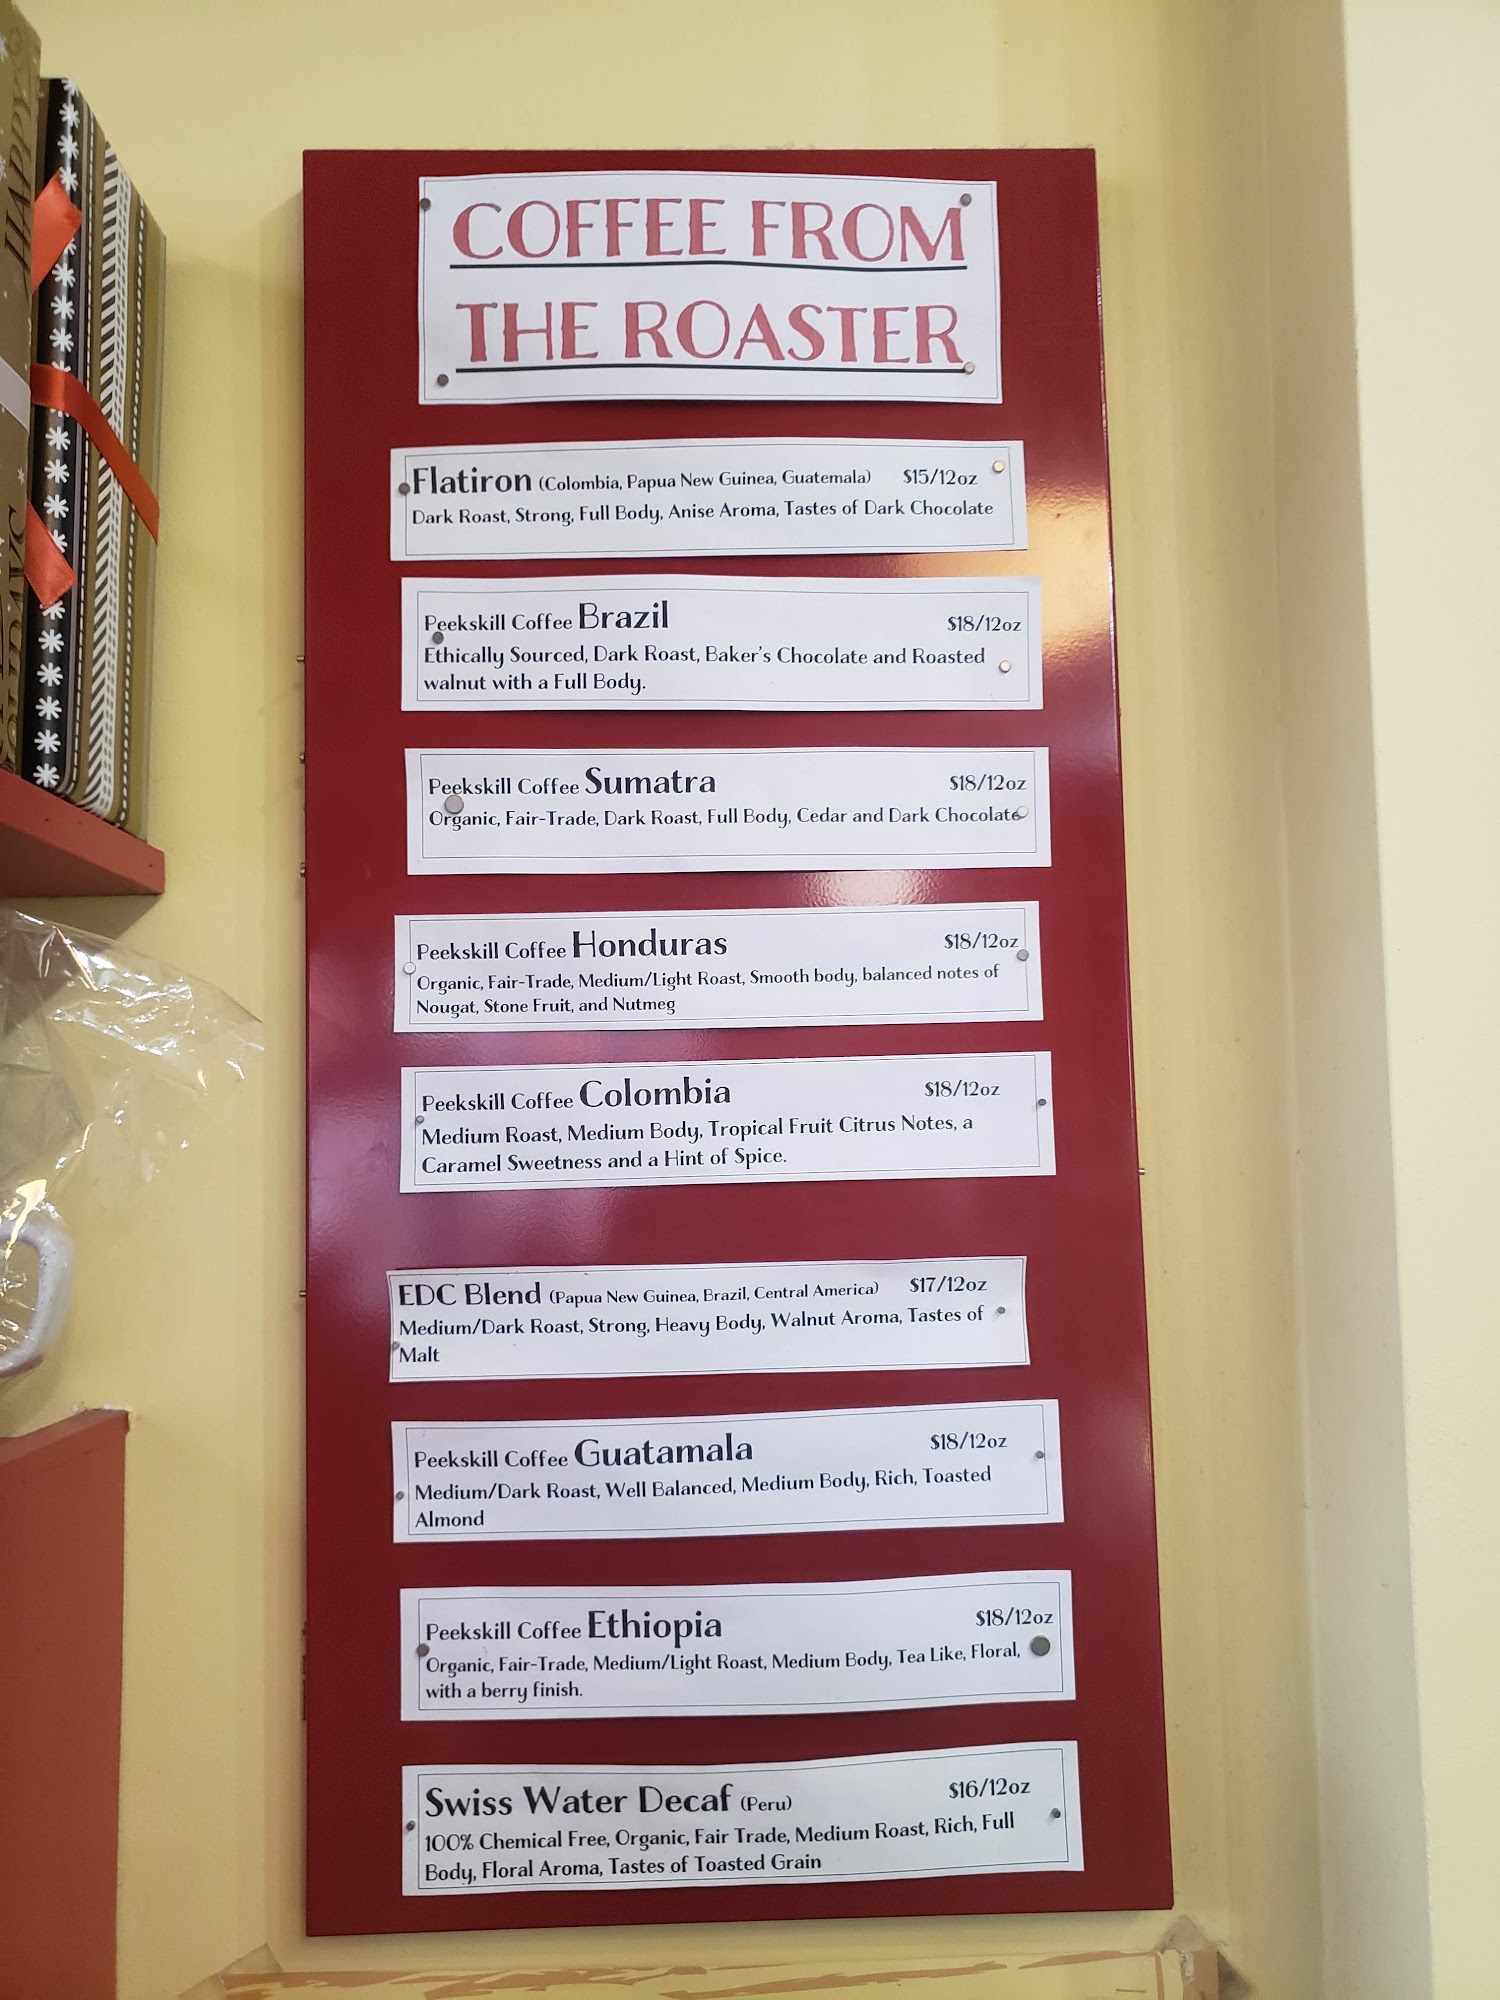 HAPPY
HOLIDAYS
COFFEE FROM
THE ROASTER
Flatiron (Colombia, Papua New Guinea, Guatemala) $15/12oz
Dark Roast, Strong, Full Body, Anise Aroma, Tastes of Dark Chocolate
Peekskill Coffee Brazil $18/12oz
Ethically Sourced, Dark Roast, Baker's Chocolate and Roasted
walnut with a Full Body.
Peekskill Coffee Sumatra $18/12oz
Organic, Fair-Trade, Dark Roast, Full Body, Cedar and Dark Chocolate
Peekskill Coffee Honduras $18/12oz
Organic, Fair-Trade, Medium/Light Roast, Smooth body, balanced notes of
Nougat, Stone Fruit, and Nutmeg
Peekskill Coffee Colombia $18/12oz
Medium Roast, Medium Body, Tropical Fruit Citrus Notes, a
Caramel Sweetness and a Hint of Spice.
EDC Blend (Papua New Guinea, Brazil, Central America) $17/12oz
Medium/Dark Roast, Strong, Heavy Body, Walnut Aroma, Tastes of
Malt
Peekskill Coffee Guatamala $18/12oz
Medium/Dark Roast, Well Balanced, Medium Body, Rich, Toasted
Almond
Peekskill Coffee Ethiopia $18/12oz
Organic, Fair-Trade, Medium/Light Roast, Medium Body, Tea Like, Floral,
with a berry finish.
Swiss Water Decaf (Peru) $16/12oz
100% Chemical Free, Organic, Fair Trade, Medium Roast, Rich, Full
Body, Floral Aroma, Tastes of Toasted Grain